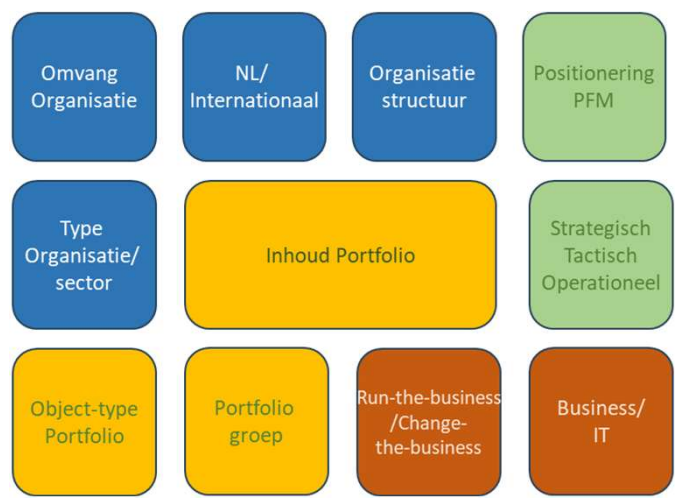 Omvang
Organisatie
NL/
Internationaal
Organisatie
structuur
Positionering
PFM
Type
Organisatie/
sector
Inhoud Portfolio
Strategisch
Tactisch
Operationeel
Object-type
Portfolio
Portfolio
groep
Run-the-business
/Change-
the-business
Business/
IT